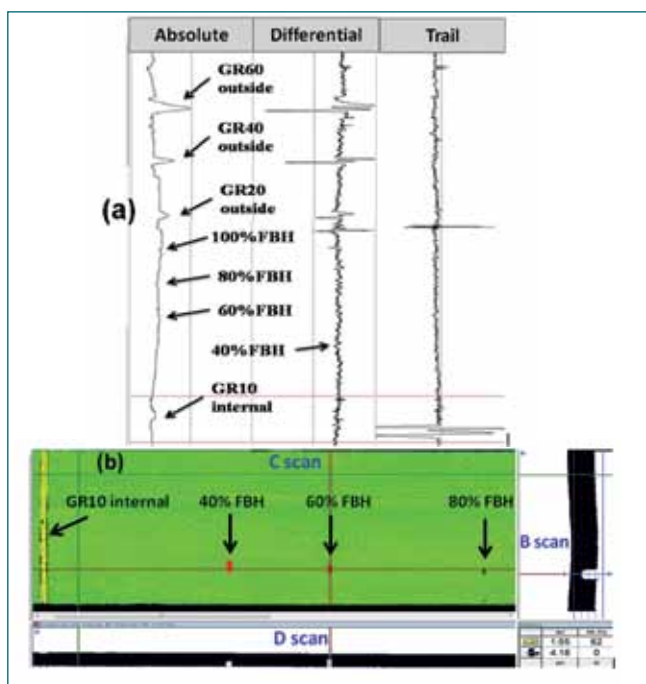 Absolute Differential Trail
GR60
outside
GR40
outside
(a)
GR20
outside
100%FBH
80%FBH
60%FBH
40%FBH
GR10
internal
(b)
C scan
GR10 internal 40% FBH 60% FBH 80% FBH
B scan
D scan